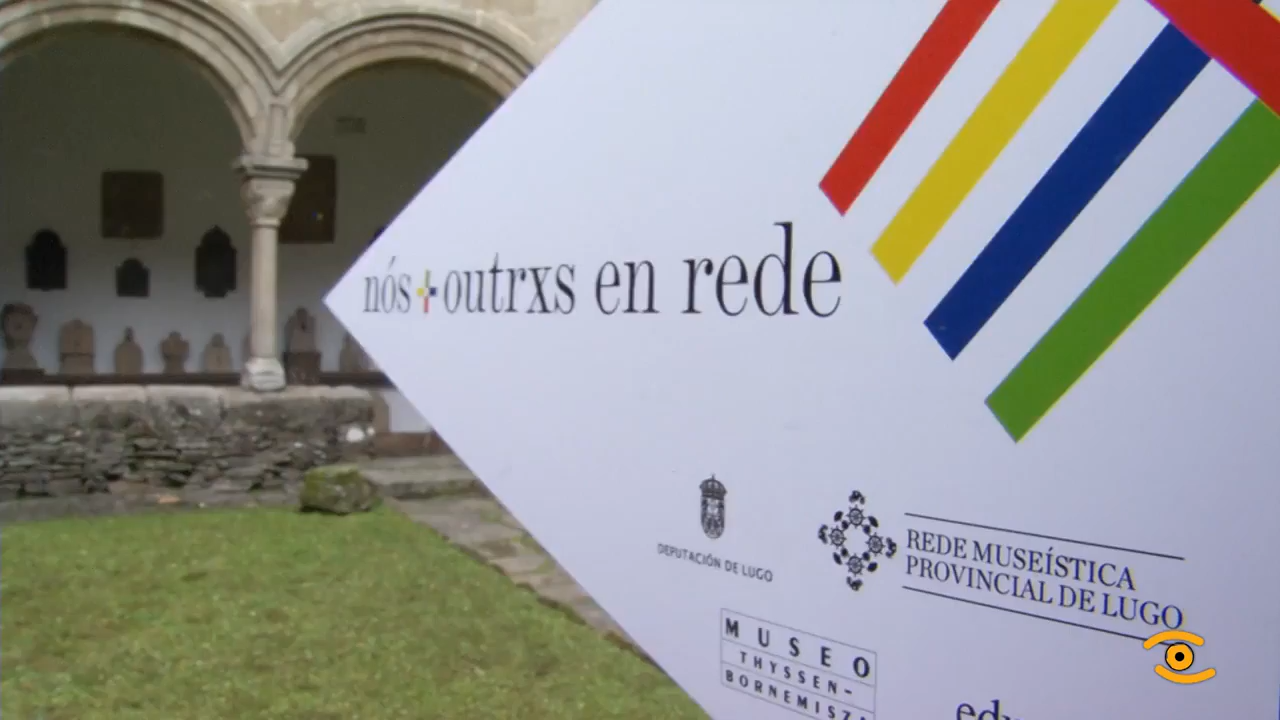 nós+outrxs en rede
DEPUTACIÓN DE LUGO
REDE MUSEÍSTICA
PROVINCIAL DE LUGO
MUSEO
THYSSEN-
BORNEMISZA